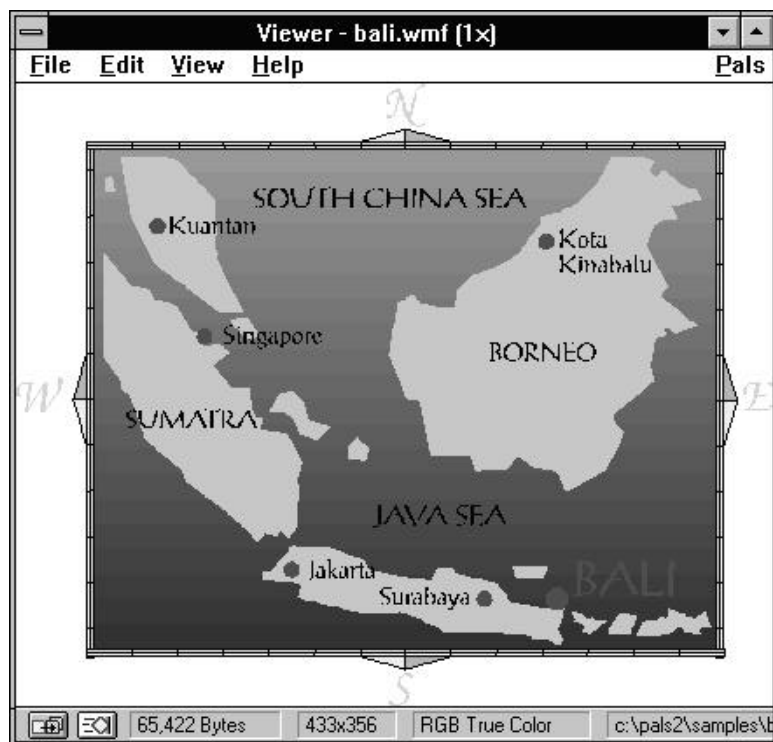 Viewer - bali.wmf (1x)
File Edit View Help Pals
N
SOUTH CHINA SEA
Kuantan
Kota
Kinabalu
Singapore
BORNEO
W
E
SUMATRA
JAVA SEA
Jakarta
BALI
Surabaya
S
65,422 Bytes 433x356 RGB True Color c:\pals2\samples\b